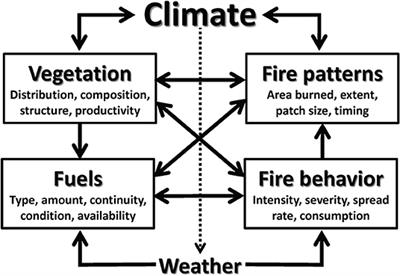 Climate
Vegetation
Distribution, composition,
structure, productivity
Fire patterns
Area burned, extent,
patch size, timing
Fuels
Type, amount, continuity,
condition, availability
Fire behavior
Intensity, severity, spread
rate, consumption
Weather